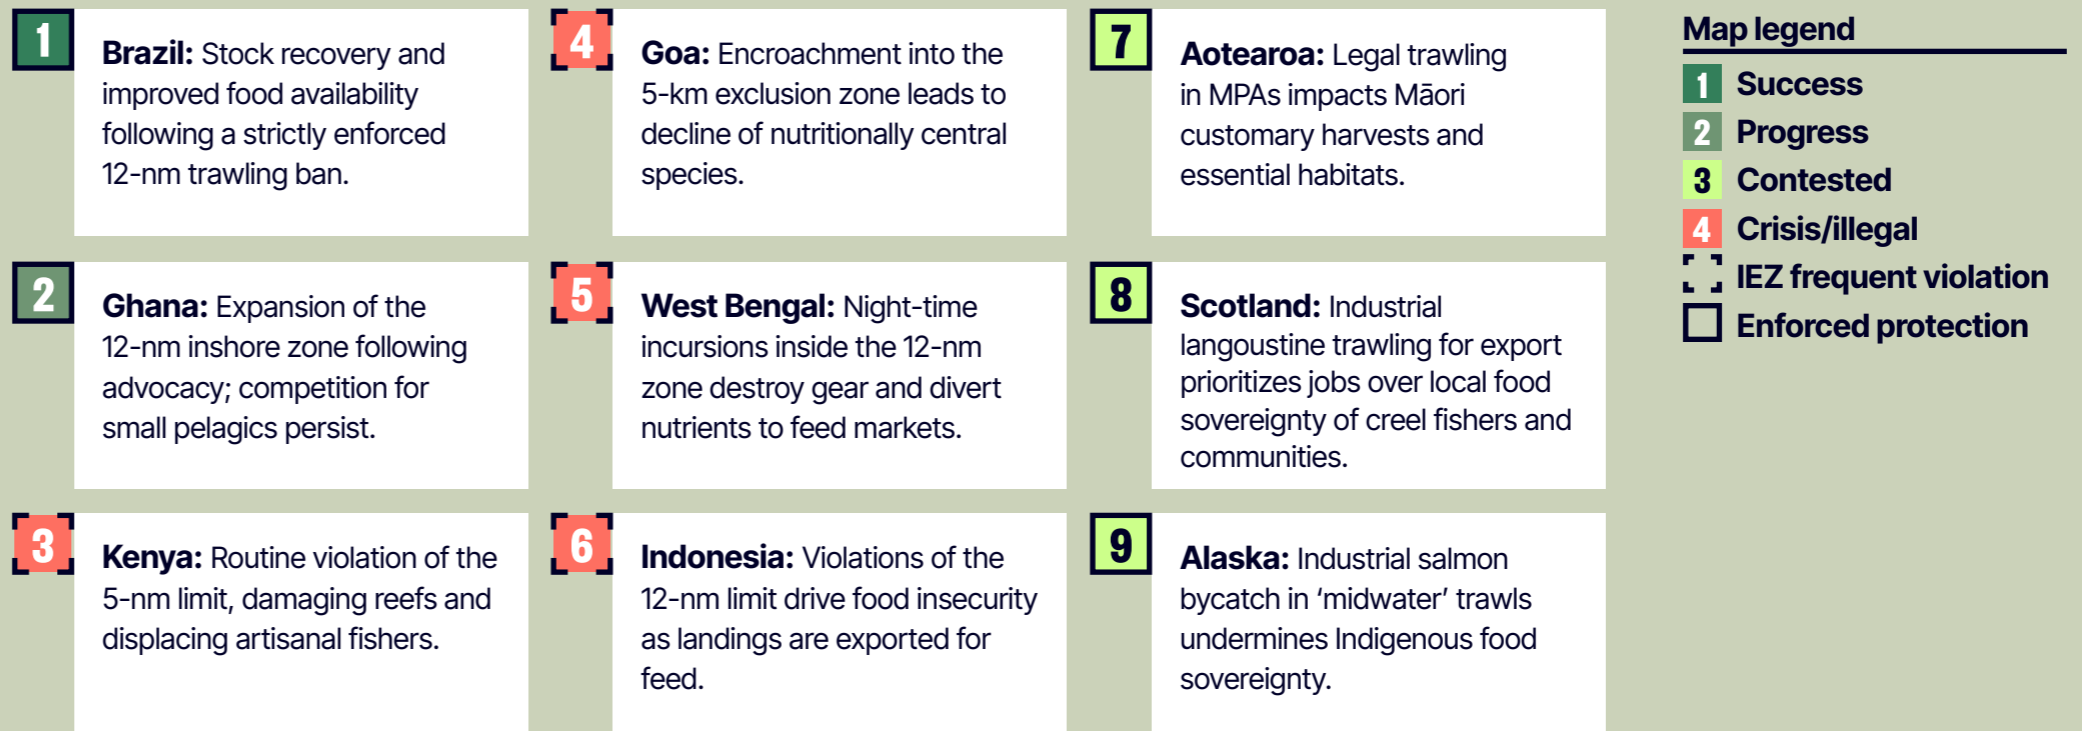 1
Brazil: Stock recovery and
improved food availability
following a strictly enforced
12-nm trawling ban.
2
Ghana: Expansion of the
12-nm inshore zone following
advocacy; competition for
small pelagics persist.
3
Kenya: Routine violation of the
5-nm limit, damaging reefs and
displacing artisanal fishers.
4
Goa: Encroachment into the
5-km exclusion zone leads to
decline of nutritionally central
species.
5
West Bengal: Night-time
incursions inside the 12-nm
zone destroy gear and divert
nutrients to feed markets.
6
Indonesia: Violations of the
12-nm limit drive food insecurity
as landings are exported for
feed.
7
Aotearoa: Legal trawling
in MPAs impacts Māori
customary harvests and
essential habitats.
8
Scotland: Industrial
langoustine trawling for export
prioritizes jobs over local food
sovereignty of creel fishers and
communities.
9
Alaska: Industrial salmon
bycatch in ‘midwater’ trawls
undermines Indigenous food
sovereignty.
Map legend
1 Success
2 Progress
3 Contested
4 Crisis/illegal
IEZ frequent violation
Enforced protection